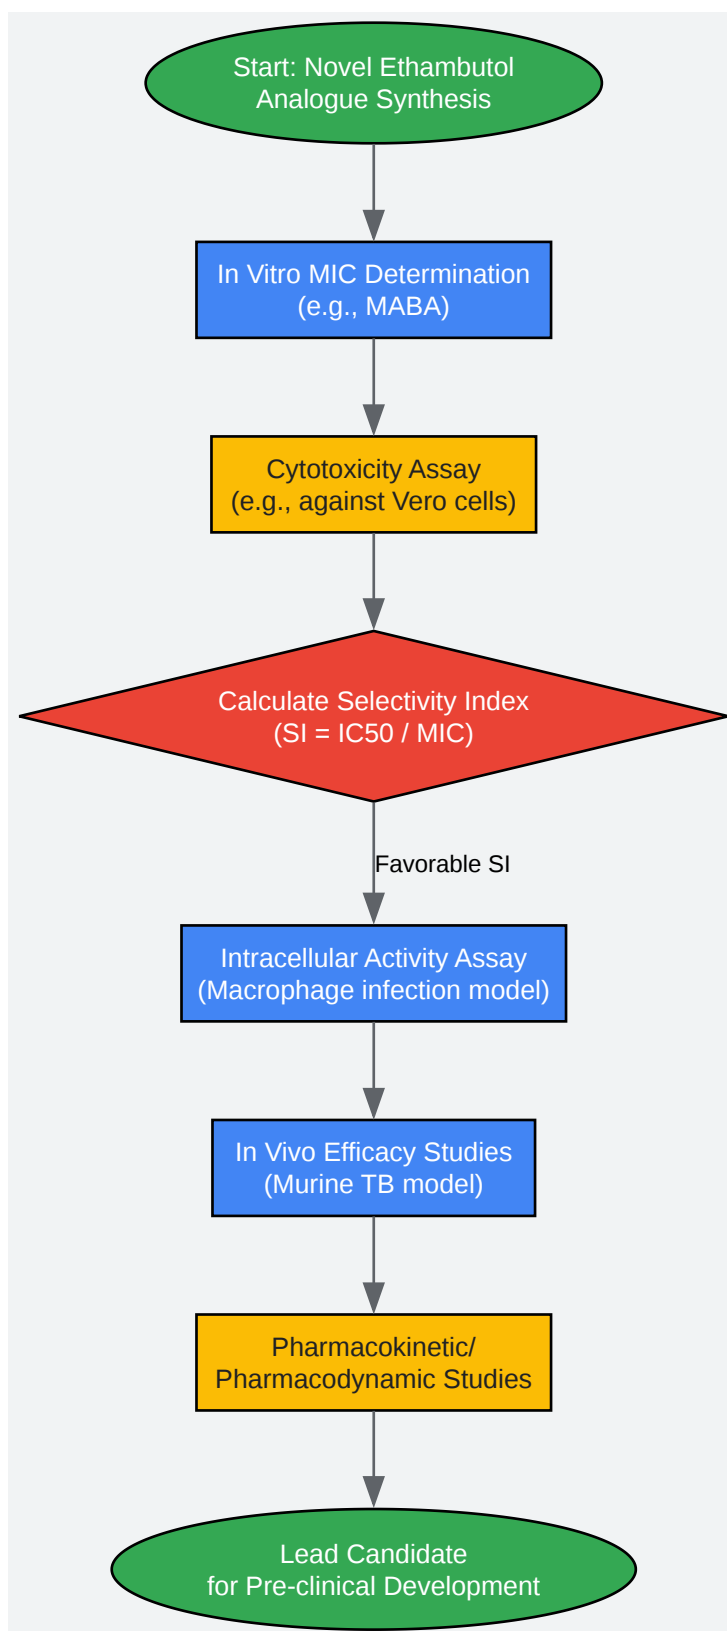 Start: Novel Ethambutol
Analogue Synthesis
In Vitro MIC Determination
(e.g., MABA)
Cytotoxicity Assay
(e.g., against Vero cells)
Calculate Selectivity Index
(SI = IC50 / MIC)
Favorable SI
Intracellular Activity Assay
(Macrophage infection model)
In Vivo Efficacy Studies
(Murine TB model)
Pharmacokinetic/
Pharmacodynamic Studies
Lead Candidate
for Pre-clinical Development